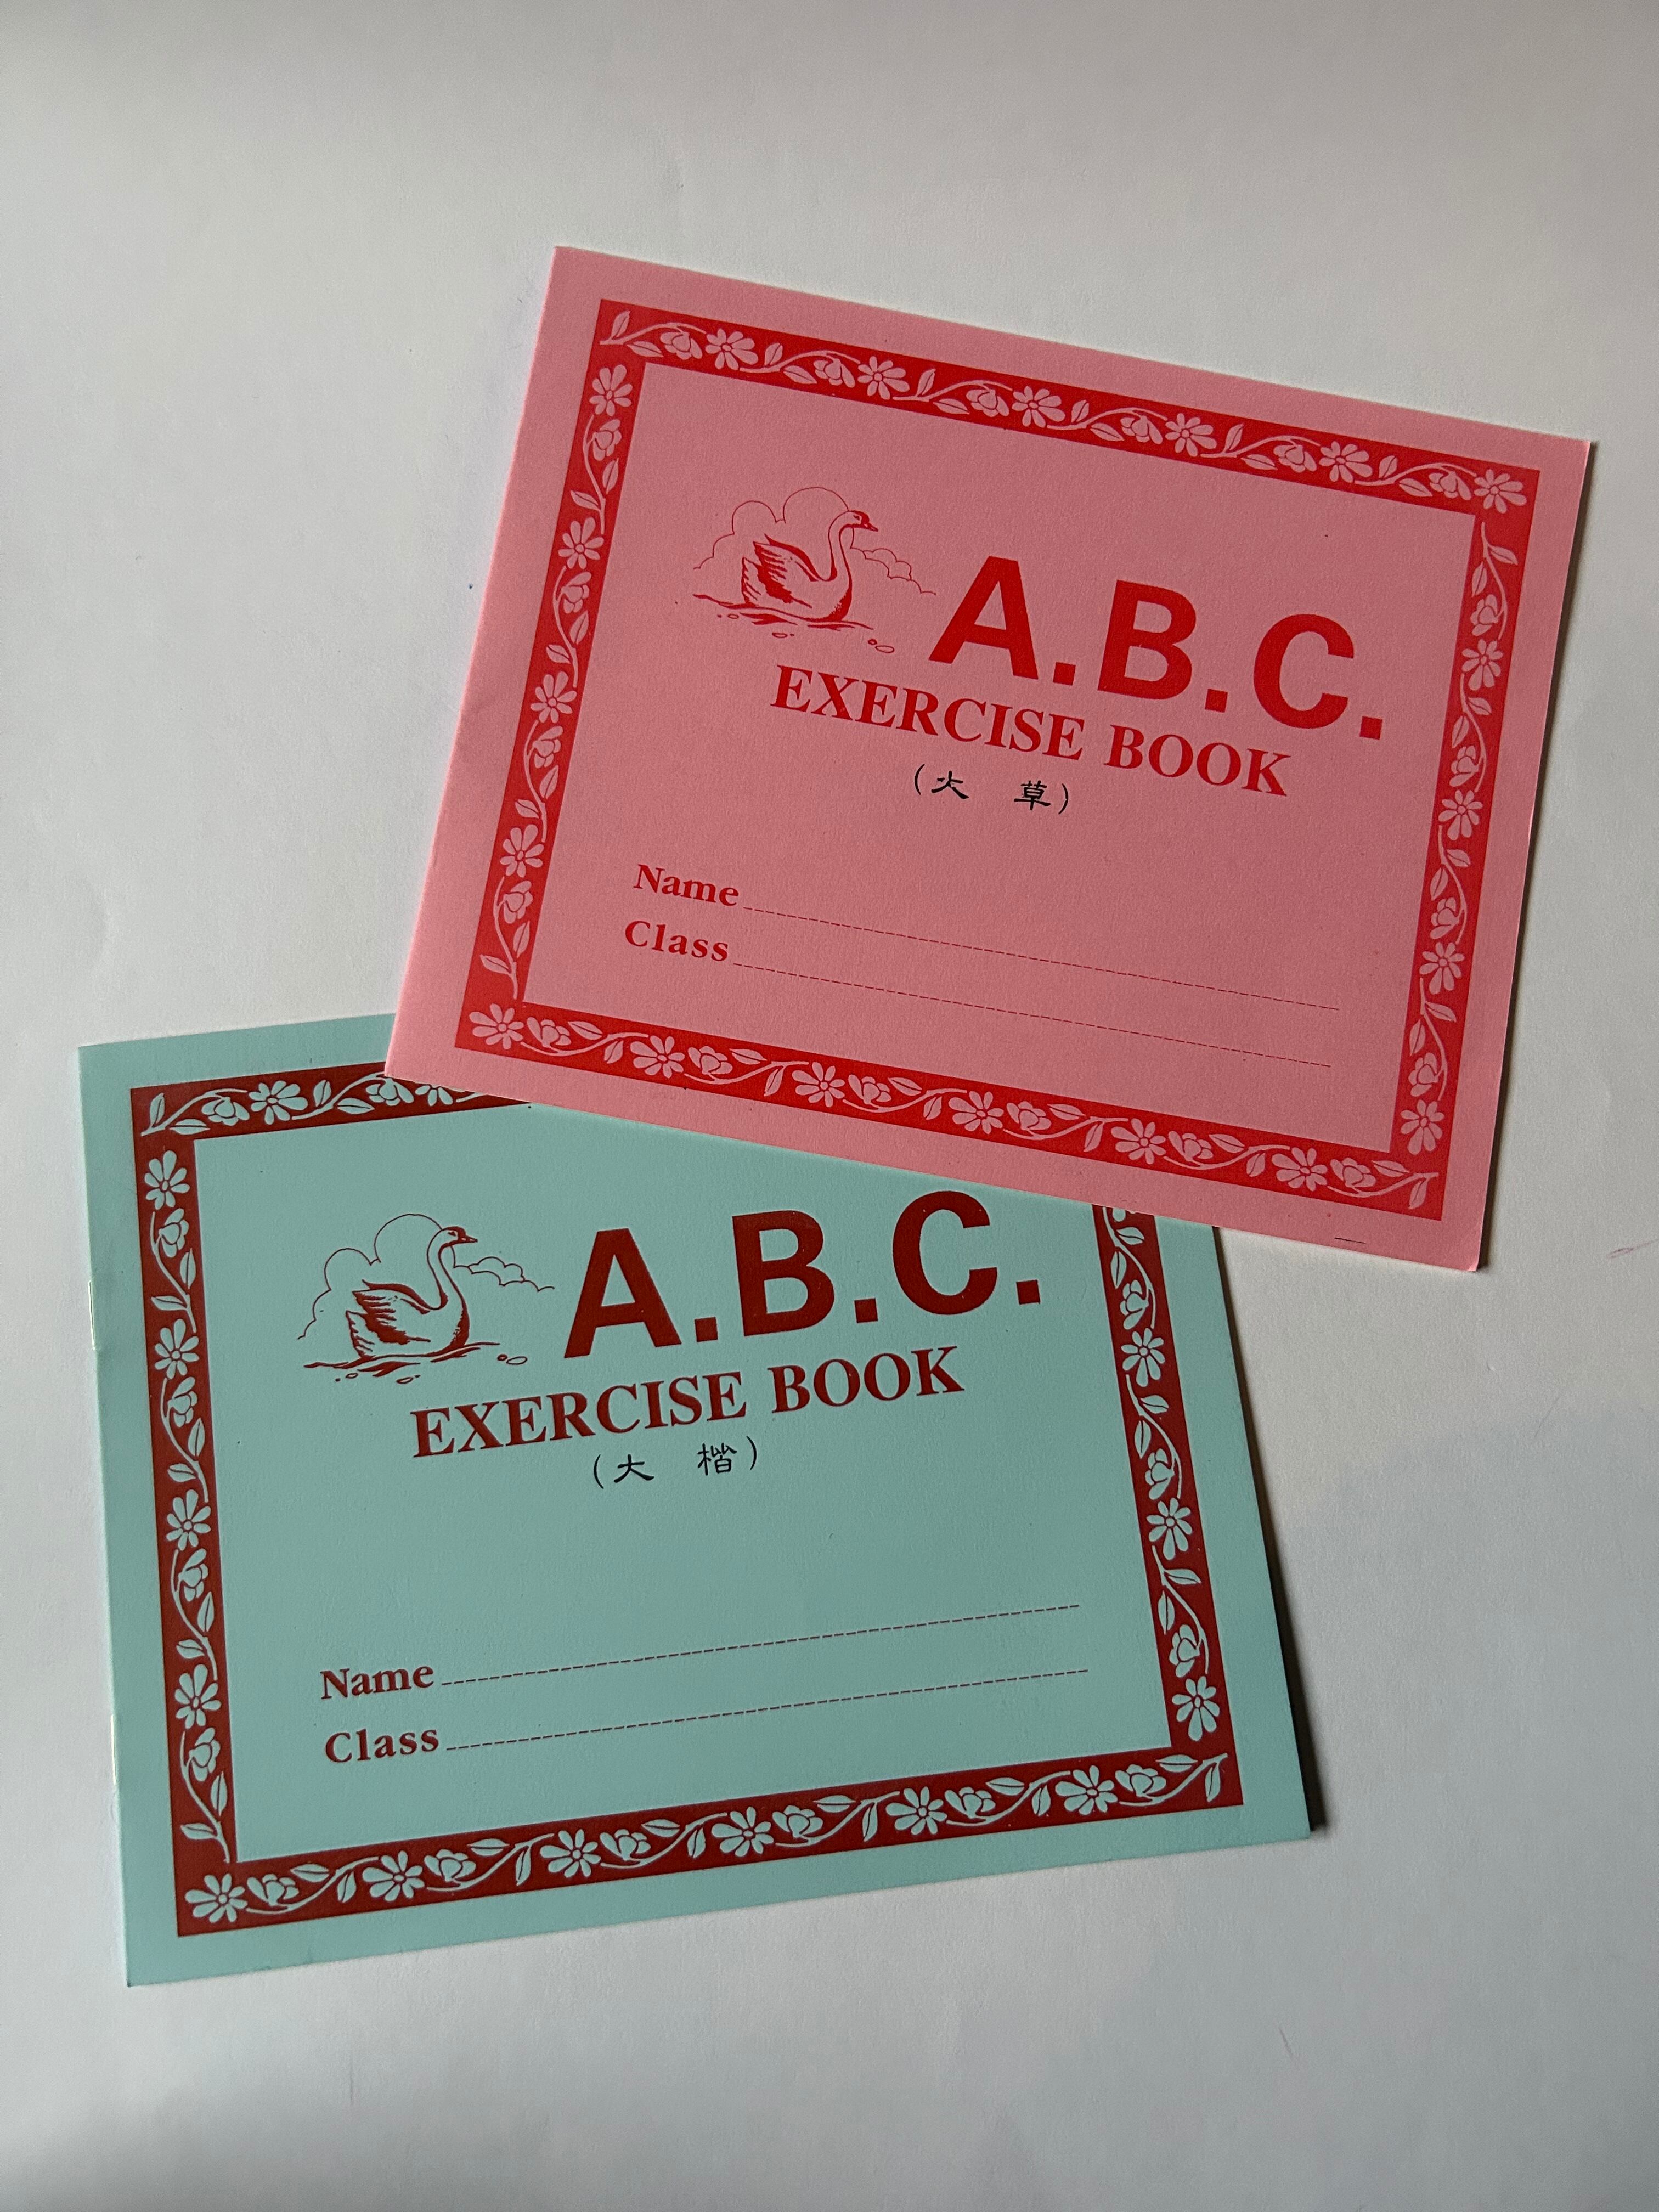 A.B.C.
EXERCISE BOOK
(大 草)
Name
Class
A.B.C.
EXERCISE BOOK
(大 楷)
Name
Class